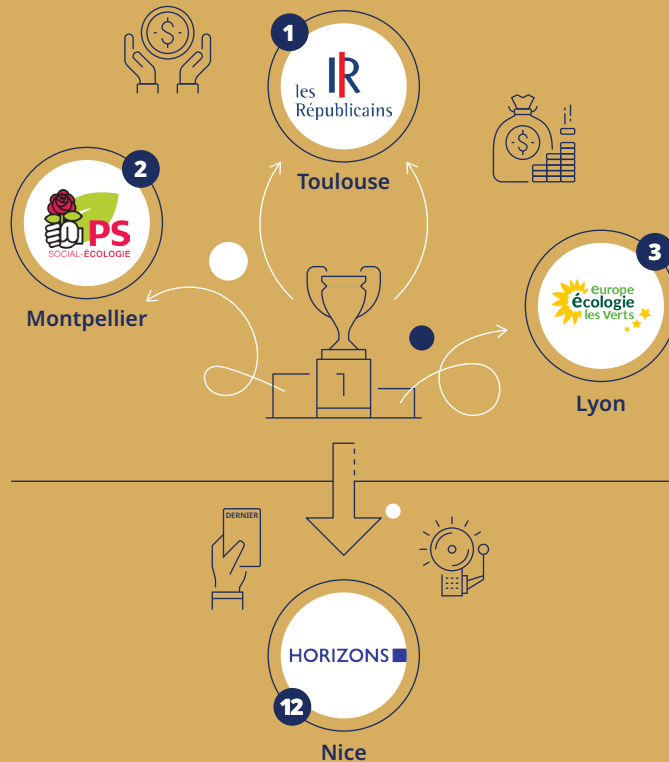 1
les
lR
Républicains
Toulouse
2
PS
SOCIAL-ÉCOLOGIE
Montpellier
3
europe
écologie
les verts
Lyon
1
DERNIER
HORIZONS
12
Nice